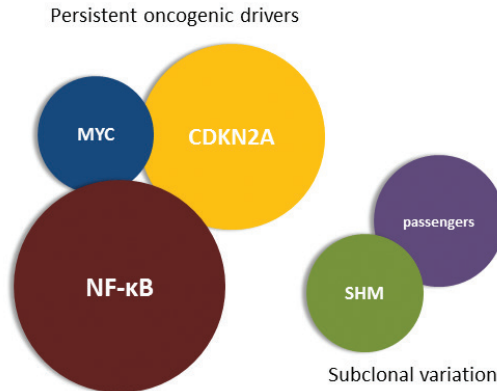 Persistent oncogenic drivers
MYC
CDKN2A
passengers
NF-κB
SHM
Subclonal variation